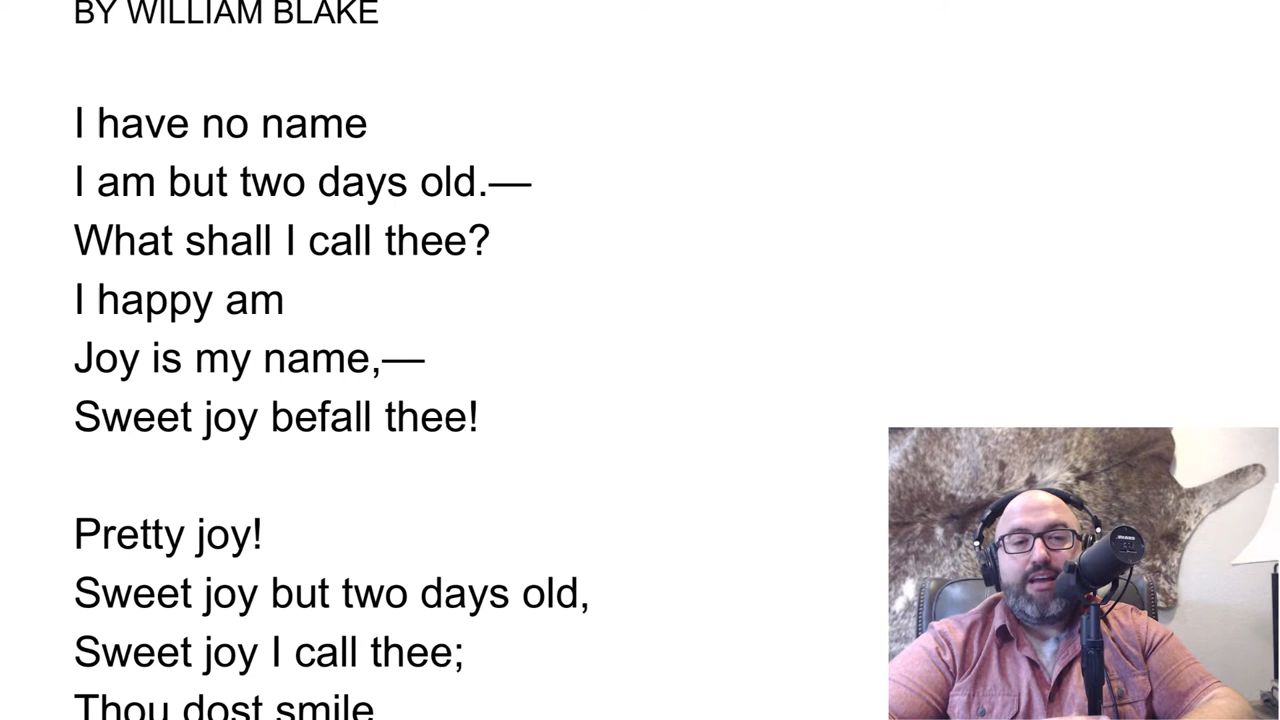 BY WILLIAM BLAKE
I have no name
I am but two days old.—
What shall I call thee?
I happy am
Joy is my name,—
Sweet joy befall thee!
Pretty joy!
Sweet joy but two days old,
Sweet joy I call thee;
Thou dost smile